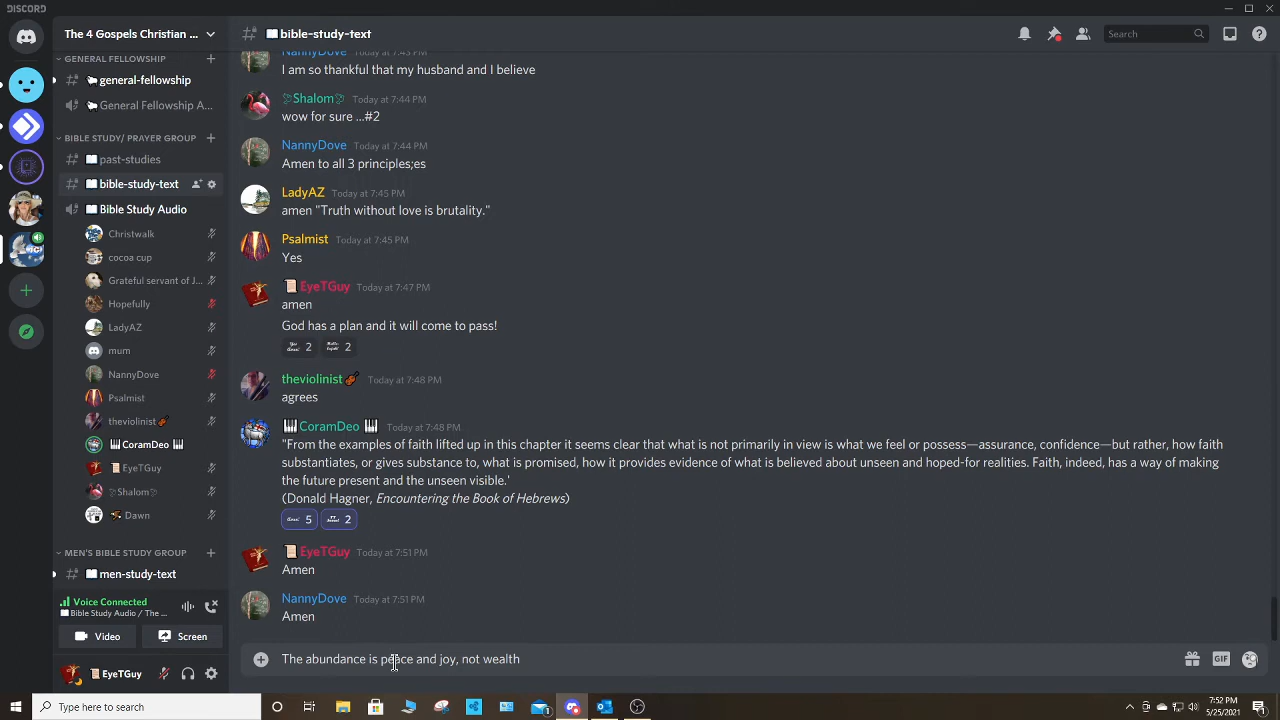 DISCORD
The 4 Gospels Christian ...
GENERAL FELLOWSHIP
general-fellowship
General Fellowship A...
BIBLE STUDY/ PRAYER GROUP
past-studies
bible-study-text
Bible Study Audio
Christwalk
cocoa cup
Grateful servant of J...
Hopefully
LadyAZ
mum
NannyDove
Psalmist
theviolinist
CoramDeo
EyeTGuy
Shalom
Dawn
MEN'S BIBLE STUDY GROUP
men-study-text
Voice Connected
Bible Study Audio / The ...
Video
Screen
EyeTGuy
bible-study-text
Search
NannyDove Today at 7:43 PM
I am so thankful that my husband and I believe
Shalom Today at 7:44 PM
wow for sure ...#2
NannyDove Today at 7:44 PM
Amen to all 3 principles;es
LadyAZ Today at 7:45 PM
amen "Truth without love is brutality."
Psalmist Today at 7:45 PM
Yes
EyeTGuy Today at 7:47 PM
amen
God has a plan and it will come to pass!
2 2
theviolinist Today at 7:48 PM
agrees
CoramDeo Today at 7:48 PM
"From the examples of faith lifted up in this chapter it seems clear that what is not primarily in view is what we feel or possess—assurance, confidence—but rather, how faith
substantiates, or gives substance to, what is promised, how it provides evidence of what is believed about unseen and hoped-for realities. Faith, indeed, has a way of making
the future present and the unseen visible.'
(Donald Hagner, Encountering the Book of Hebrews)
5 2
EyeTGuy Today at 7:51 PM
Amen
NannyDove Today at 7:51 PM
Amen
The abundance is peace and joy, not wealth
GIF
Type here to search
7:52 PM
5/25/2021